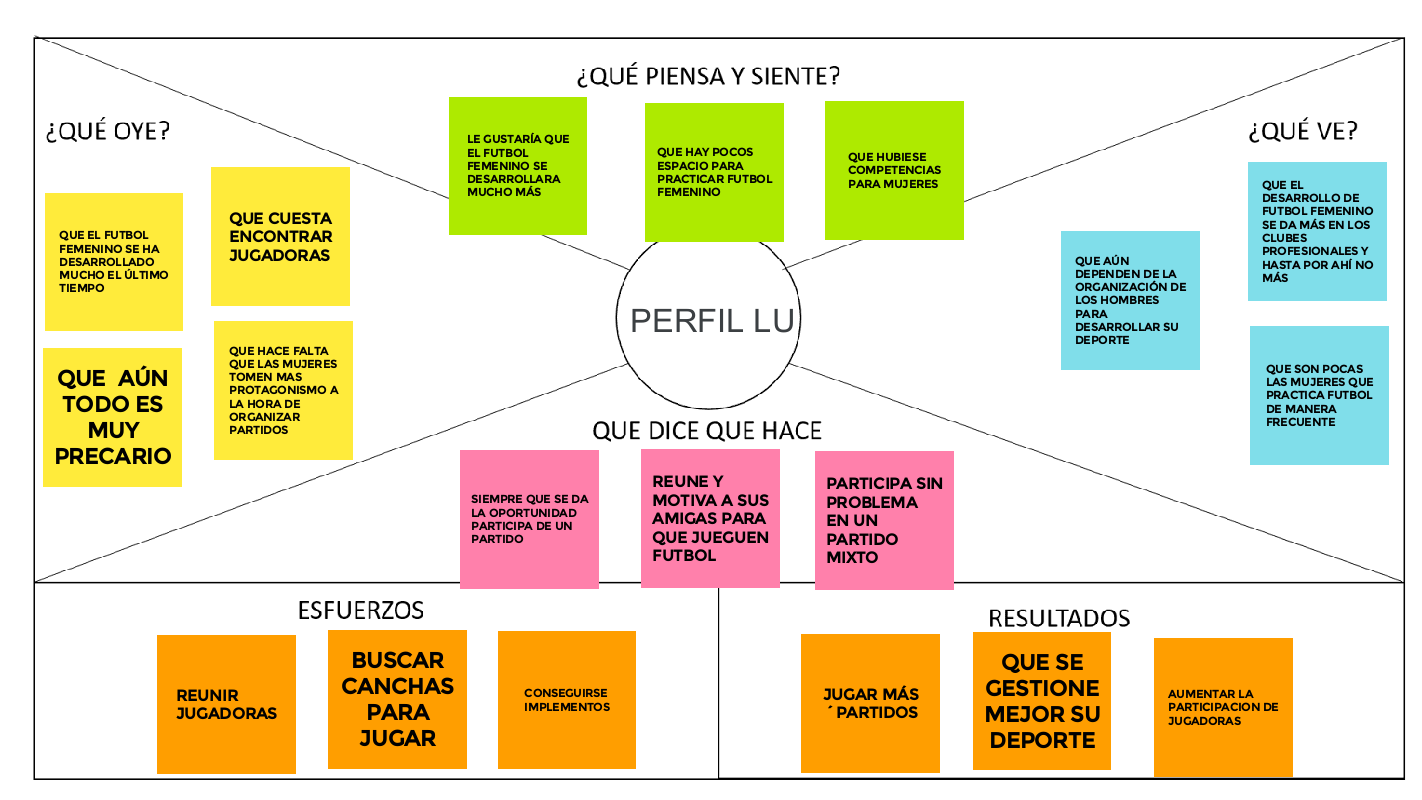 ¿QUÉ PIENSA Y SIENTE?
LE GUSTARÍA QUE
EL FUTBOL
FEMENINO SE
DESARROLLARA
MUCHO MÁS
QUE HAY POCOS
ESPACIO PARA
PRACTICAR FUTBOL
FEMENINO
QUE HUBIESE
COMPETENCIAS
PARA MUJERES
¿QUÉ OYE?
QUE EL FUTBOL
FEMENINO SE HA
DESARROLLADO
MUCHO EL ÚLTIMO
TIEMPO
QUE CUESTA
ENCONTRAR
JUGADORAS
QUE AÚN
TODO ES
MUY
PRECARIO
QUE HACE FALTA
QUE LAS MUJERES
TOMEN MAS
PROTAGONISMO A
LA HORA DE
ORGANIZAR
PARTIDOS
PERFIL LU
¿QUÉ VE?
QUE EL
DESARROLLO DE
FUTBOL FEMENINO
SE DA MÁS EN LOS
CLUBES
PROFESIONALES Y
HASTA POR AHÍ NO
MÁS
QUE AÚN
DEPENDEN DE LA
ORGANIZACIÓN DE
LOS HOMBRES
PARA
DESARROLLAR SU
DEPORTE
QUE SON POCAS
LAS MUJERES QUE
PRACTICA FUTBOL
DE MANERA
FRECUENTE
QUE DICE QUE HACE
SIEMPRE QUE SE DA
LA OPORTUNIDAD
PARTICIPA DE UN
PARTIDO
REUNE Y
MOTIVA A SUS
AMIGAS PARA
QUE JUEGUEN
FUTBOL
PARTICIPA SIN
PROBLEMA
EN UN
PARTIDO
MIXTO
ESFUERZOS
REUNIR
JUGADORAS
BUSCAR
CANCHAS
PARA
JUGAR
CONSEGUIRSE
IMPLEMENTOS
RESULTADOS
JUGAR MÁS
´ PARTIDOS
QUE SE
GESTIONE
MEJOR SU
DEPORTE
AUMENTAR LA
PARTICIPACION DE
JUGADORAS